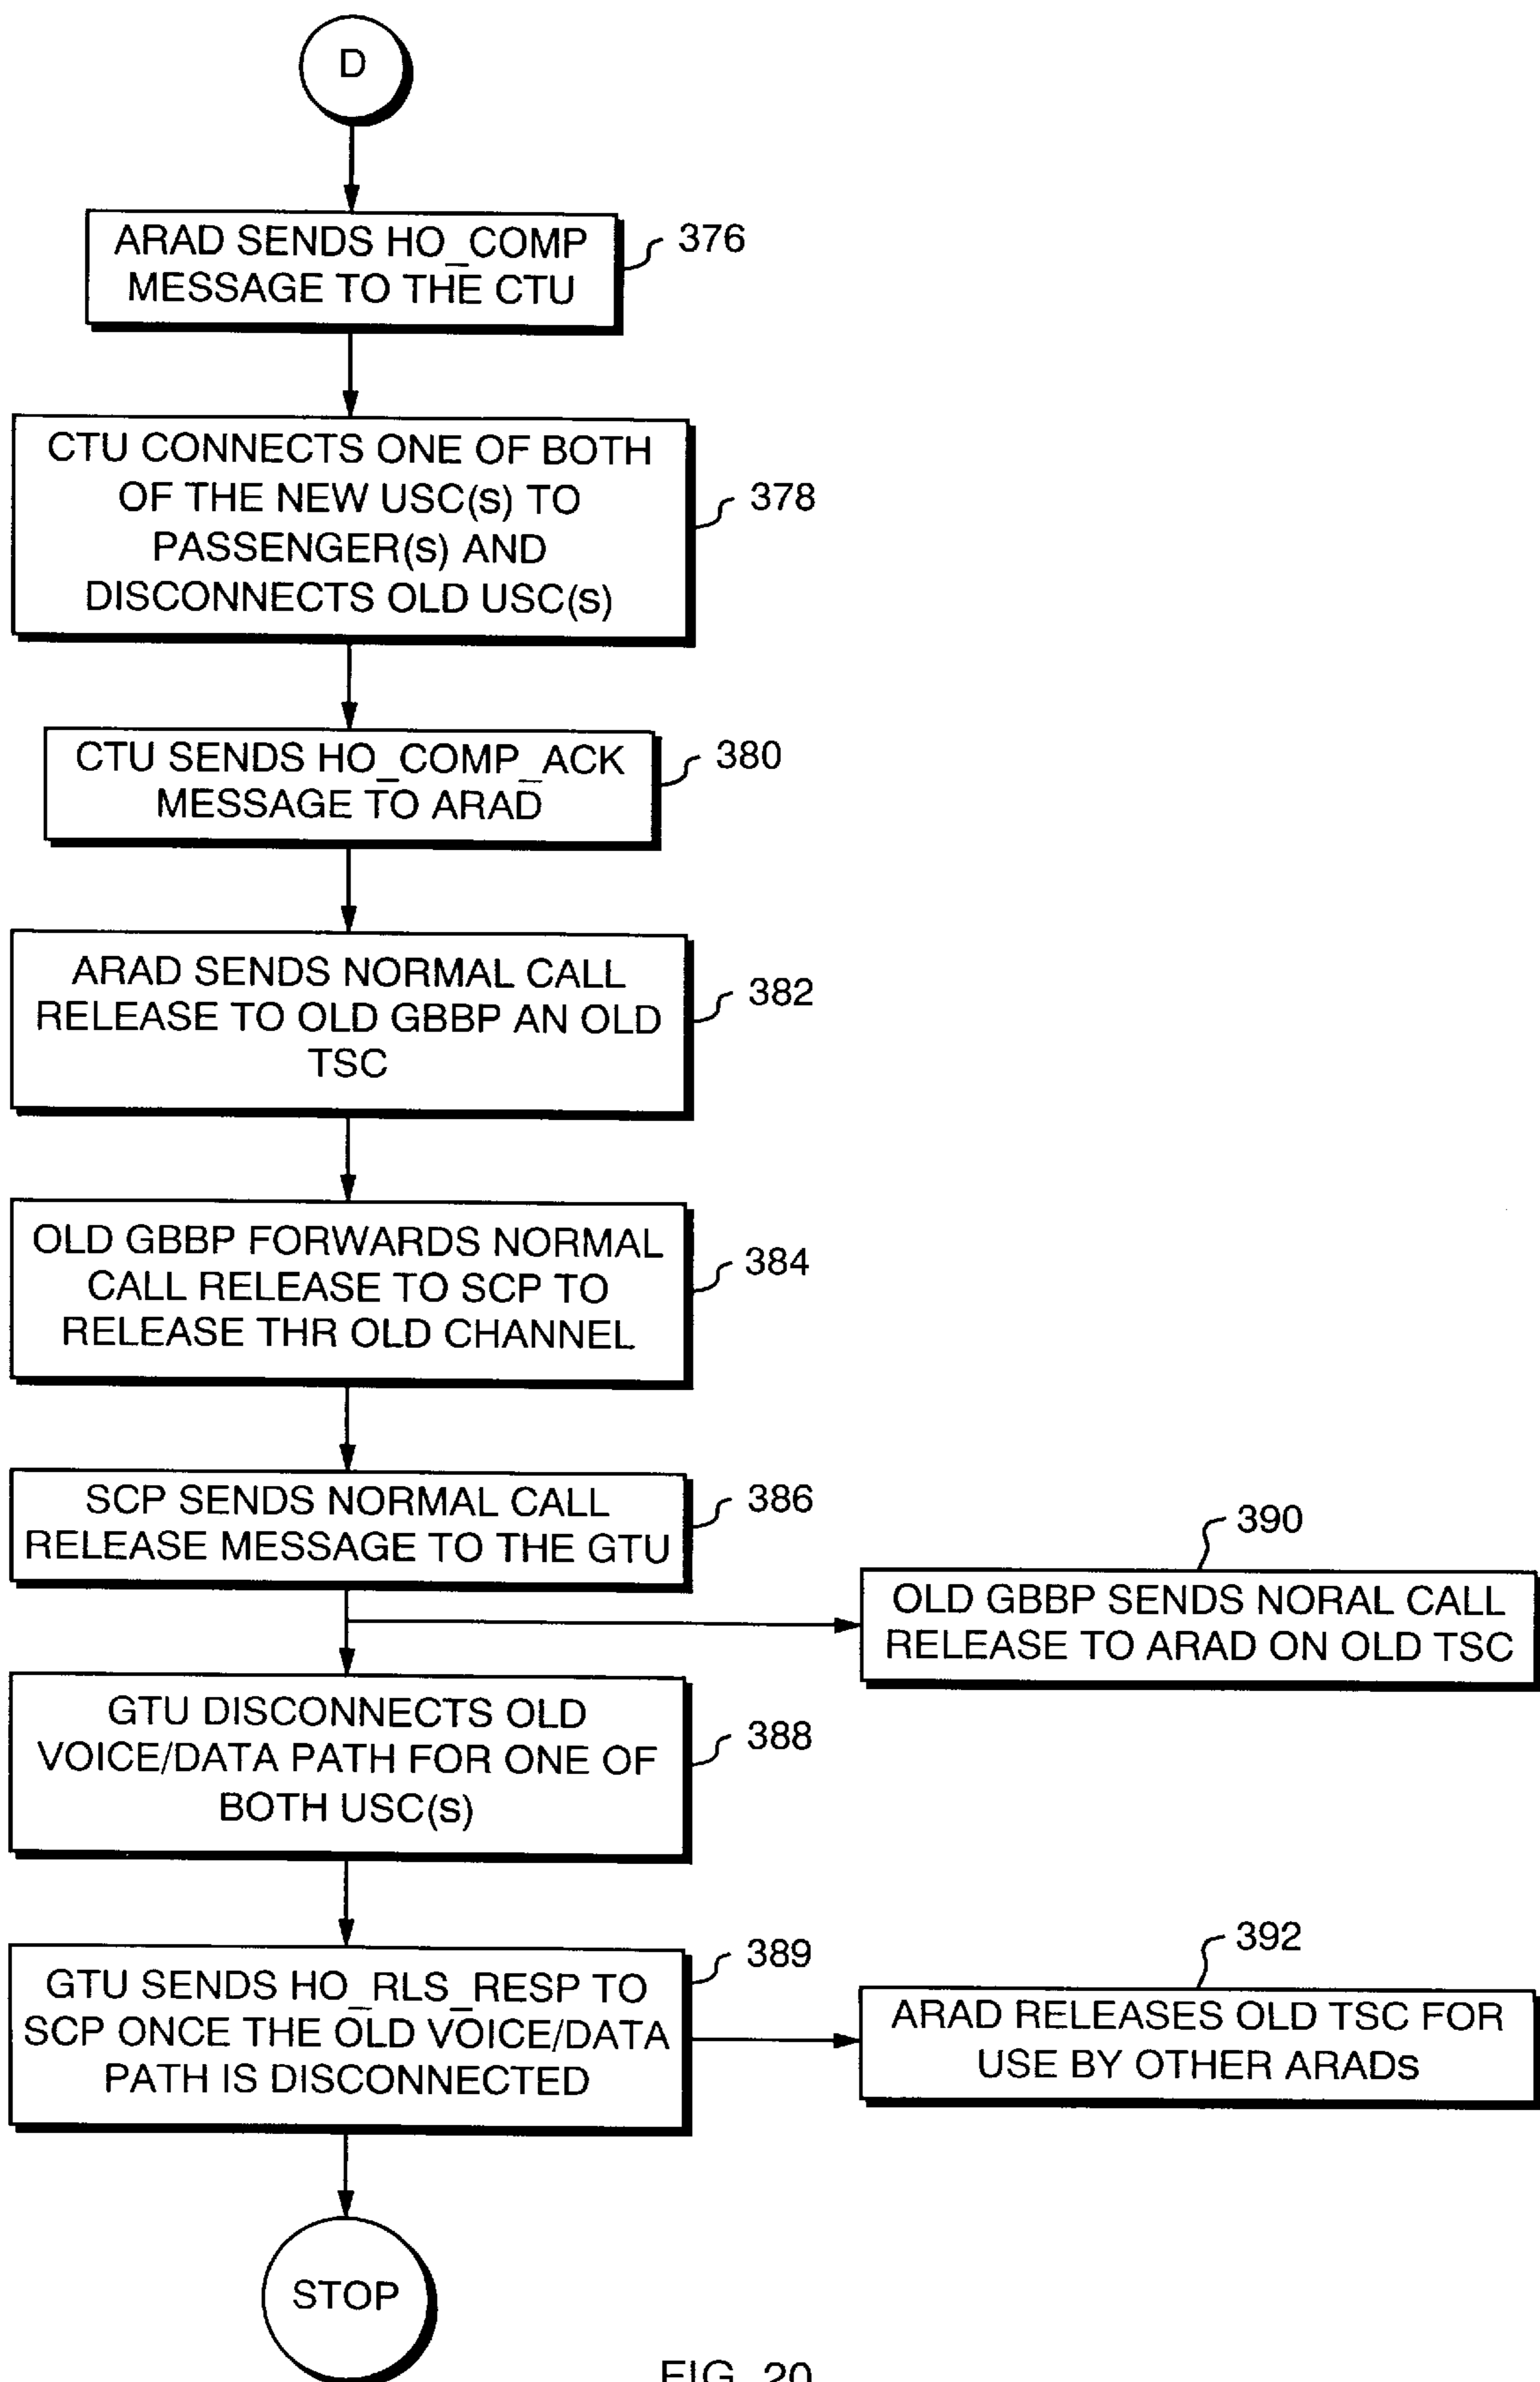 D
ARAD SENDS HO_COMP
MESSAGE TO THE CTU
376
CTU CONNECTS ONE OF BOTH
OF THE NEW USC(s) TO
PASSENGER(s) AND
DISCONNECTS OLD USC(s)
378
CTU SENDS HO_COMP_ACK
MESSAGE TO ARAD
380
ARAD SENDS NORMAL CALL
RELEASE TO OLD GBBP AN OLD
TSC
382
OLD GBBP FORWARDS NORMAL
CALL RELEASE TO SCP TO
RELEASE THR OLD CHANNEL
384
SCP SENDS NORMAL CALL
RELEASE MESSAGE TO THE GTU
386
OLD GBBP SENDS NORAL CALL
RELEASE TO ARAD ON OLD TSC
390
GTU DISCONNECTS OLD
VOICE/DATA PATH FOR ONE OF
BOTH USC(s)
388
GTU SENDS HO_RLS_RESP TO
SCP ONCE THE OLD VOICE/DATA
PATH IS DISCONNECTED
389
ARAD RELEASES OLD TSC FOR
USE BY OTHER ARADs
392
STOP
FIG. 20